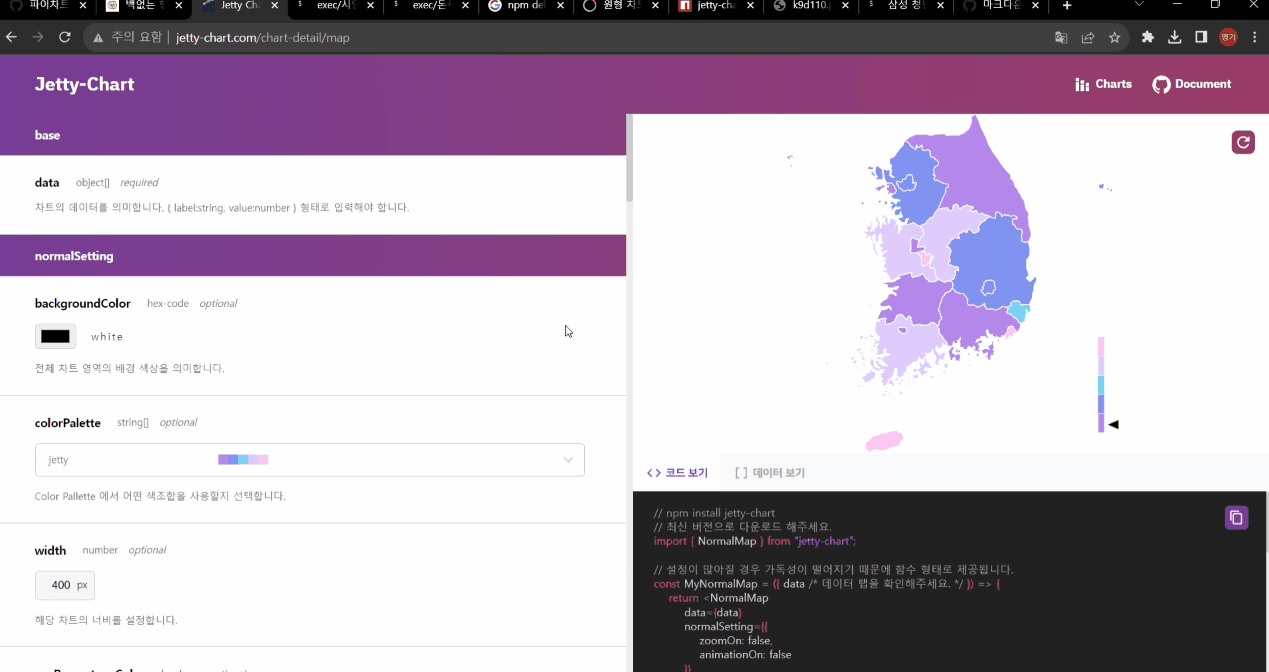 Jetty Ch
exec/시
exec/
npm de
jetty-cha
k9d110.
삼성 청
마크다운
주의 요함 | jetty-chart.com/chart-detail/map
명기
Jetty-Chart
Charts
Document
base
data object[] required
차트의 데이터를 의미합니다. { label:string, value:number } 형태로 입력해야 합니다.
normalSetting
backgroundColor hex-code optional
white
전체 차트 영역의 배경 색상을 의미합니다.
colorPalette string[] optional
jetty
Color Pallette 에서 어떤 색조합을 사용할지 선택합니다.
width number optional
400 px
해당 차트의 너비를 설정합니다.
<> 코드 보기
[ ] 데이터 보기
// npm install jetty-chart
// 최신 버전으로 다운로드 해주세요.
import { NormalMap } from "jetty-chart";
// 설정이 많아질 경우 가독성이 떨어지기 때문에 함수 형태로 제공됩니다.
const MyNormalMap = ({ data /* 데이터 탭을 확인해주세요. */ }) => {
return <NormalMap
data={data}
normalSetting={{
zoomOn: false,
animationOn: false
}}